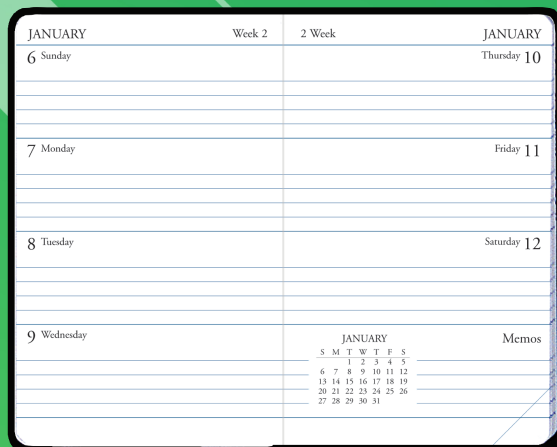 JANUARY Week 2
6 Sunday
7 Monday
8 Tuesday
9 Wednesday
2 Week JANUARY
Thursday 10
Friday 11
Saturday 12
Memos
JANUARY
S M T W T F S
1 2 3 4 5
6 7 8 9 10 11 12
13 14 15 16 17 18 19
20 21 22 23 24 25 26
27 28 29 30 31